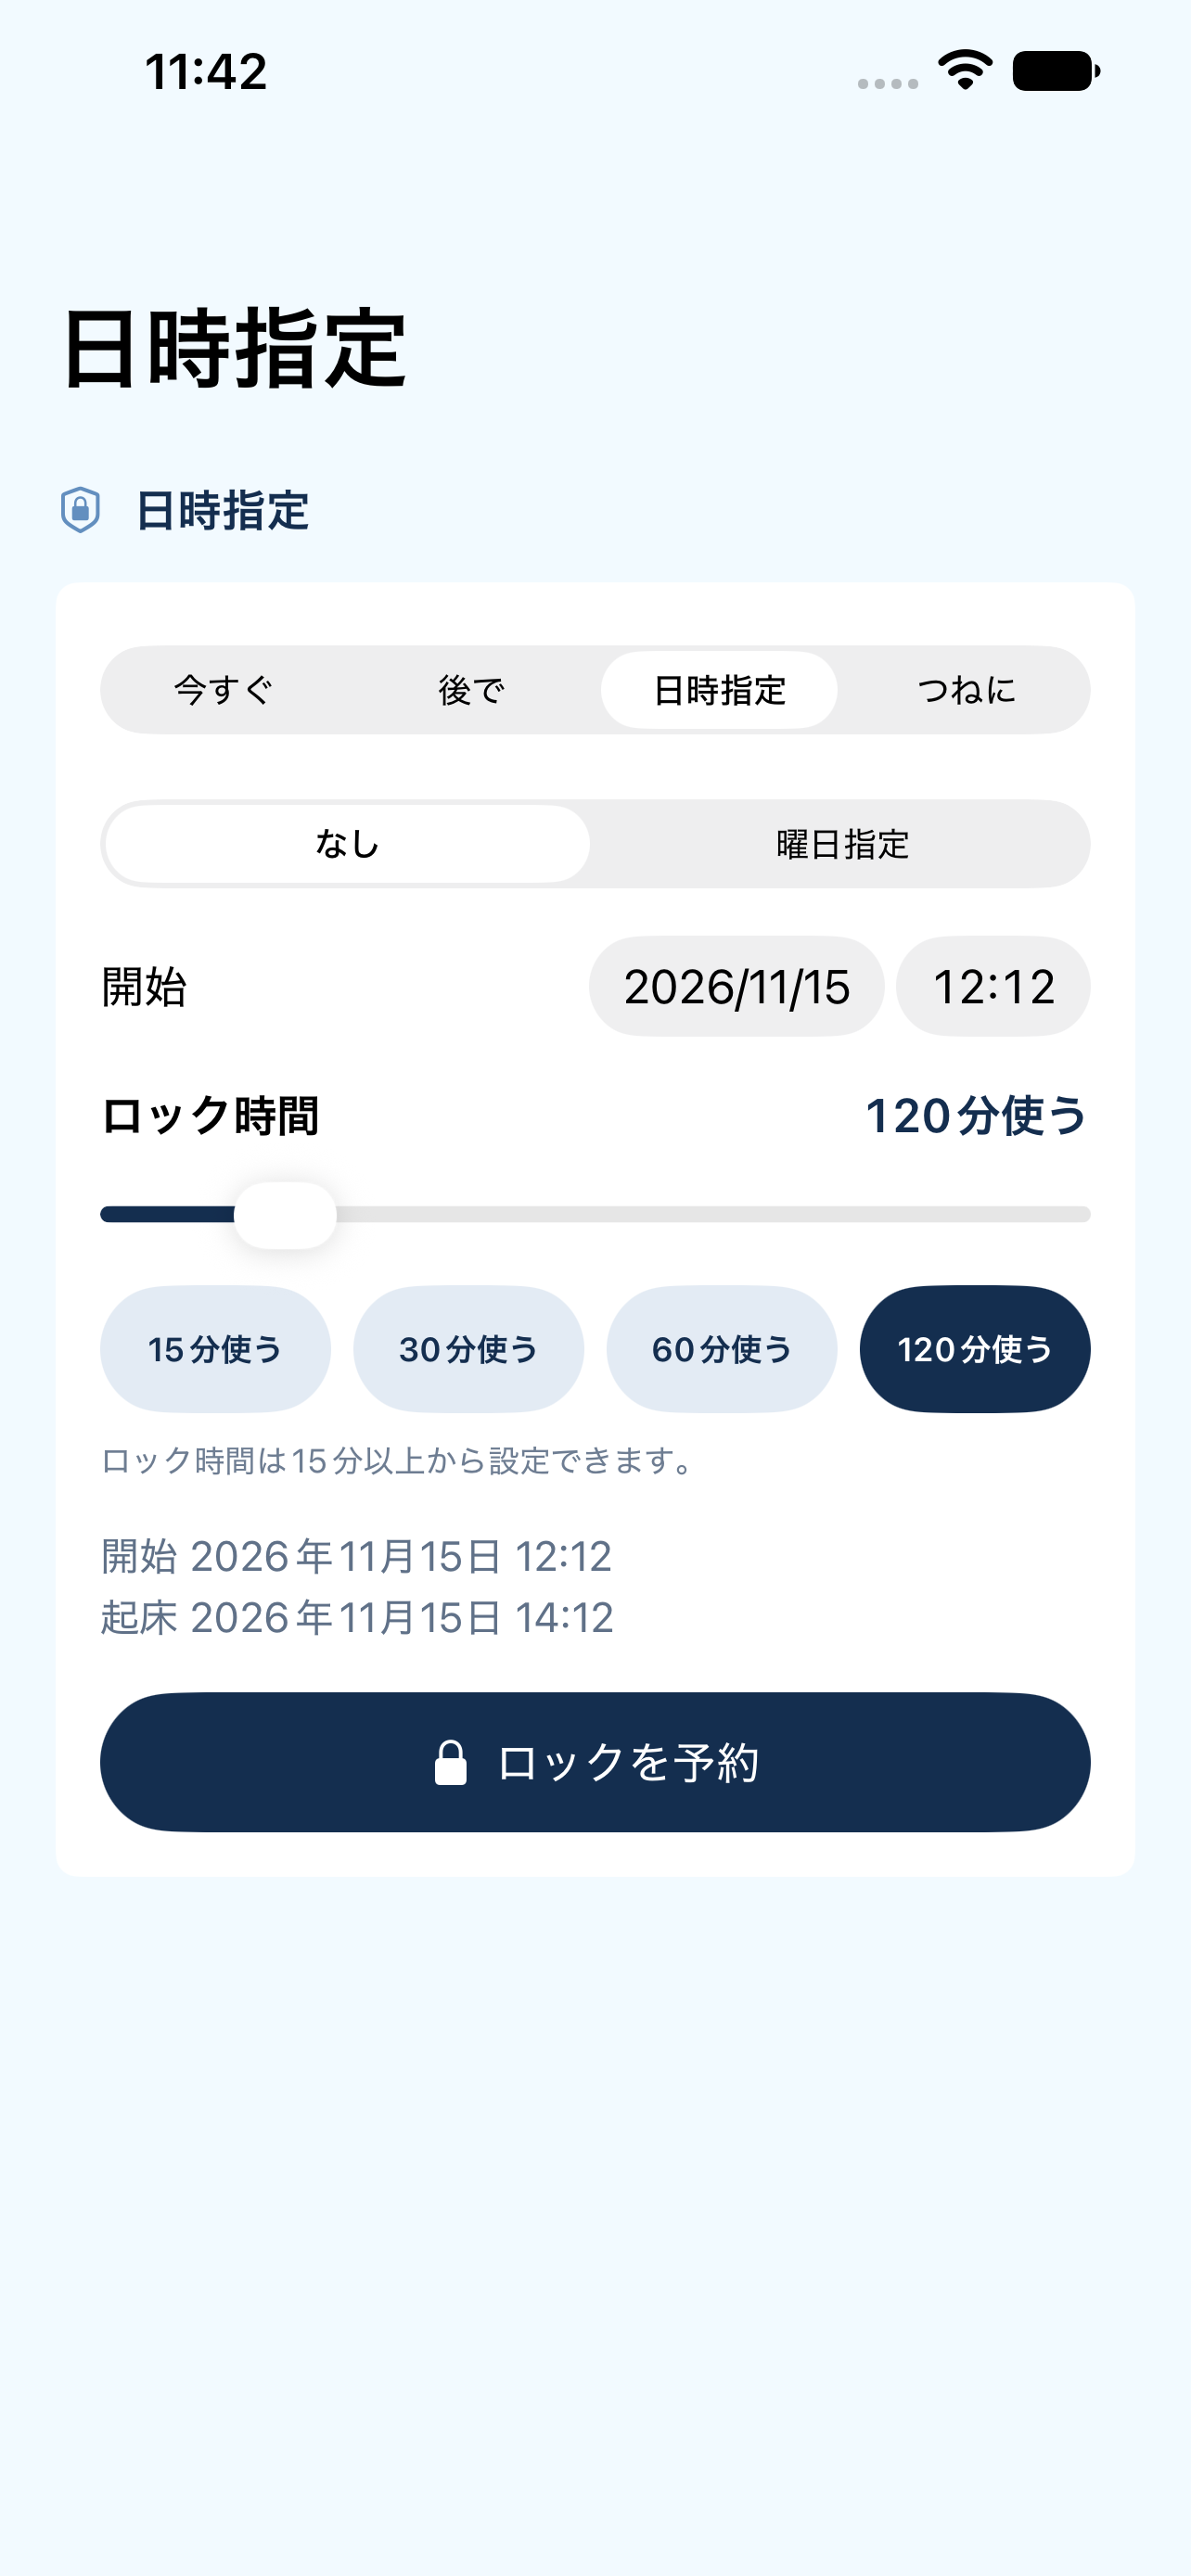 11:42
日時指定
日時指定
今すぐ 後で 日時指定 つねに
なし 曜日指定
開始 2026/11/15 12:12
ロック時間 120分使う
15分使う 30分使う 60分使う 120分使う
ロック時間は15分以上から設定できます。
開始 2026年11月15日 12:12
起床 2026年11月15日 14:12
ロックを予約